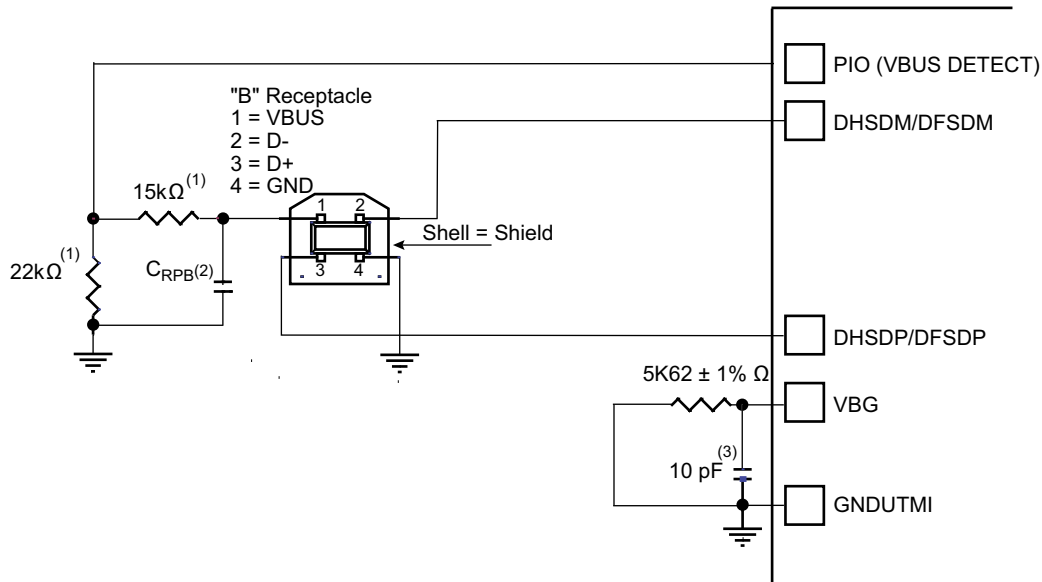 PIO (VBUS DETECT)
"B" Receptacle
1 = VBUS
2 = D-
3 = D+
4 = GND
DHSDM/DFSDM
15kΩ(1)
1 2
Shell = Shield
22kΩ(1)
CRPB(2)
3 4
DHSDP/DFSDP
5K62 ± 1% Ω
VBG
10 pF(3)
GNDUTMI